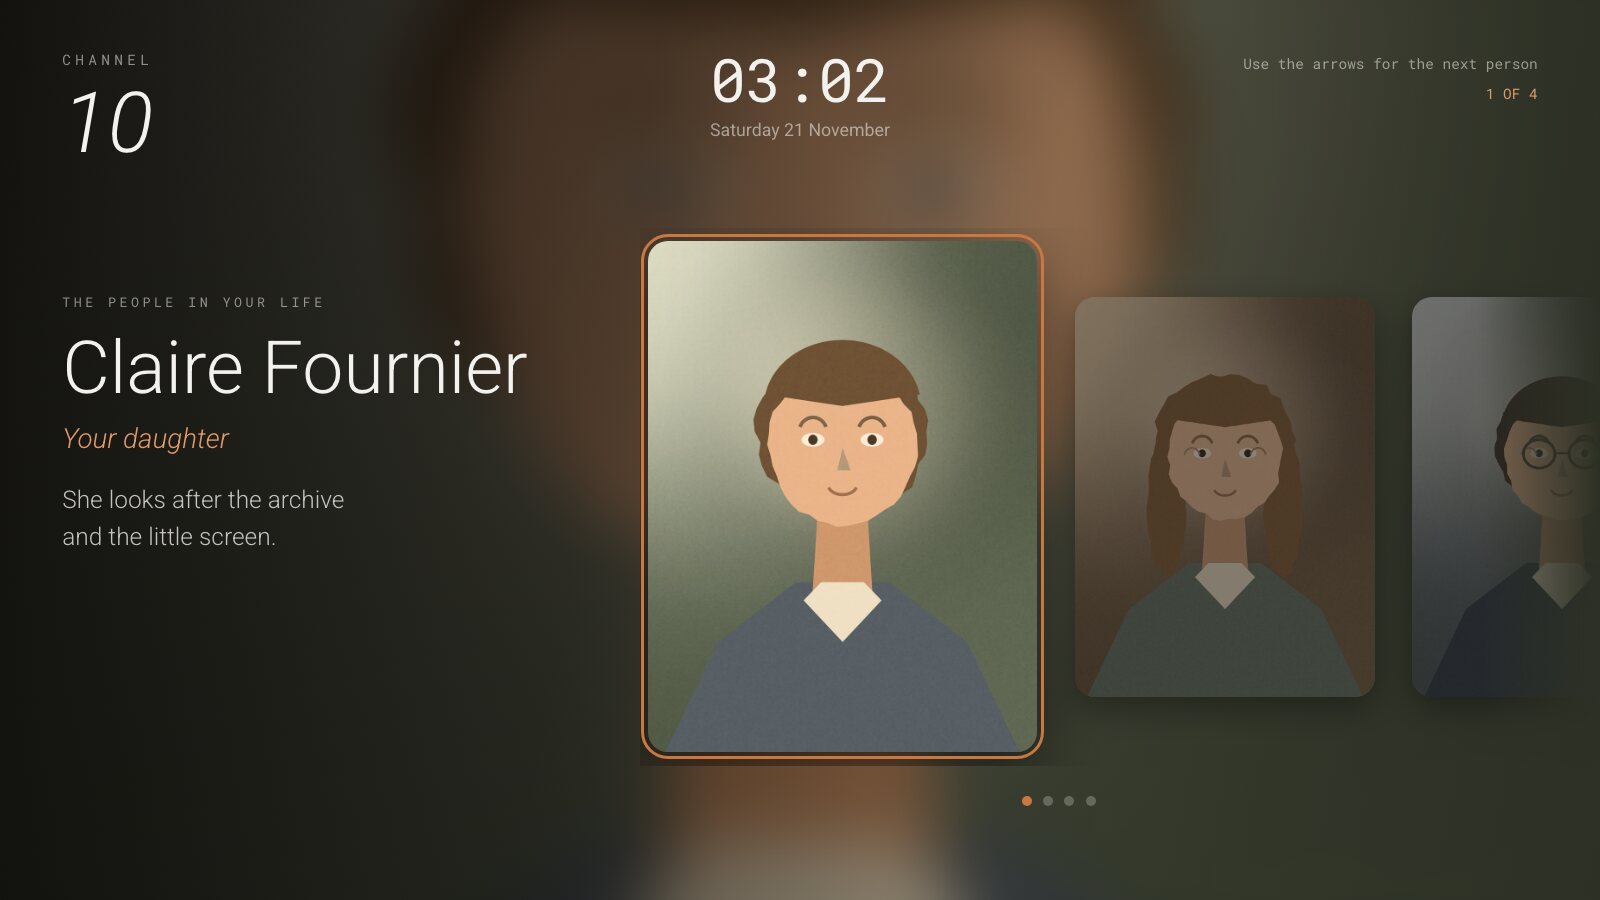 CHANNEL
10
03:02
Saturday 21 November
Use the arrows for the next person
1 OF 4
THE PEOPLE IN YOUR LIFE
Claire Fournier
Your daughter
She looks after the archive
and the little screen.